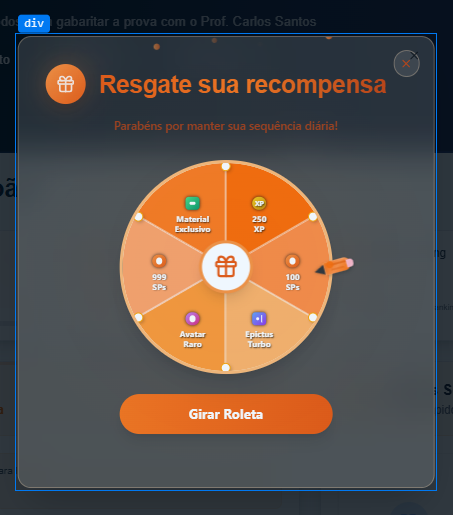 div
gabaritar a prova com o Prof. Carlos Santos
Resgate sua recompensa
Parabéns por manter sua sequência diária!
Material
Exclusivo
XP
250
XP
999
SPs
100
SPs
Avatar
Raro
Epictus
Turbo
Girar Roleta